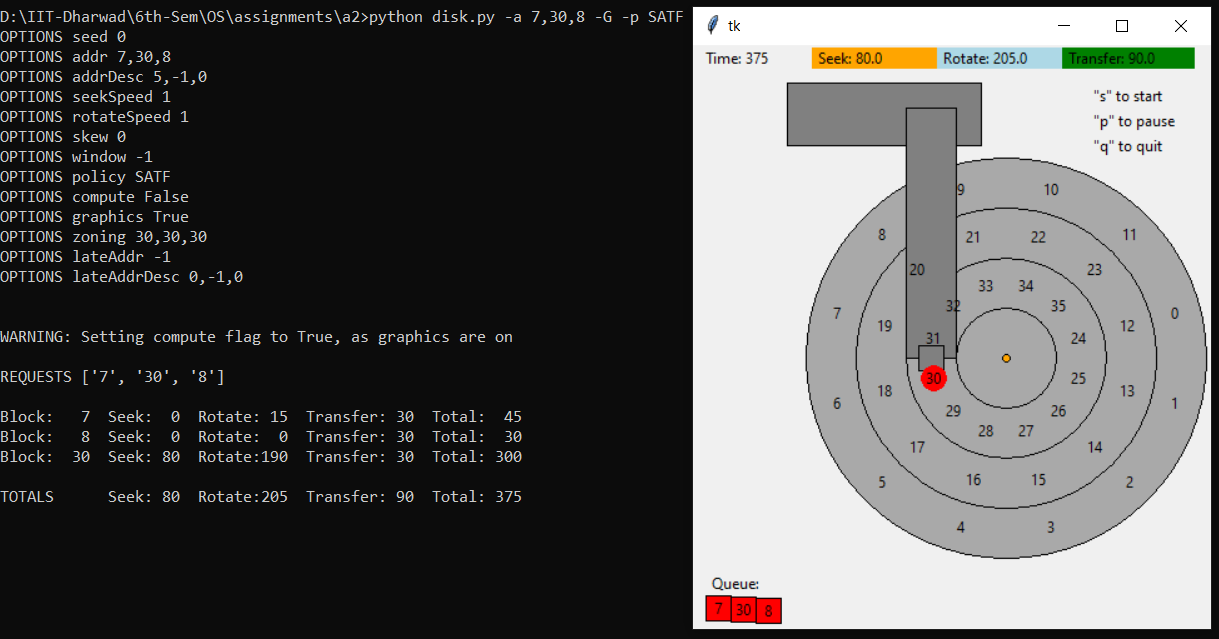 D:\IIT-Dharwad\6th-Sem\OS\assignments\a2>python disk.py -a 7,30,8 -G -p SATF
OPTIONS seed 0
OPTIONS addr 7,30,8
OPTIONS addrDesc 5,-1,0
OPTIONS seekSpeed 1
OPTIONS rotateSpeed 1
OPTIONS skew 0
OPTIONS window -1
OPTIONS policy SATF
OPTIONS compute False
OPTIONS graphics True
OPTIONS zoning 30,30,30
OPTIONS lateAddr -1
OPTIONS lateAddrDesc 0,-1,0
WARNING: Setting compute flag to True, as graphics are on
REQUESTS ['7', '30', '8']
Block:   7  Seek:  0  Rotate: 15  Transfer: 30  Total:  45
Block:   8  Seek:  0  Rotate:  0  Transfer: 30  Total:  30
Block:  30  Seek: 80  Rotate:190  Transfer: 30  Total: 300
TOTALS      Seek: 80  Rotate:205  Transfer: 90  Total: 375
tk
Time: 375 Seek: 80.0 Rotate: 205.0 Transfer: 90.0
"s" to start
"p" to pause
"q" to quit
9 10
8 21 22 11
20 23
33 34
7 32 35 0
19 12
31 24
30 25
18 13
6 29 26 1
28 27
17 14
5 16 15 2
4 3
Queue:
7 30 8